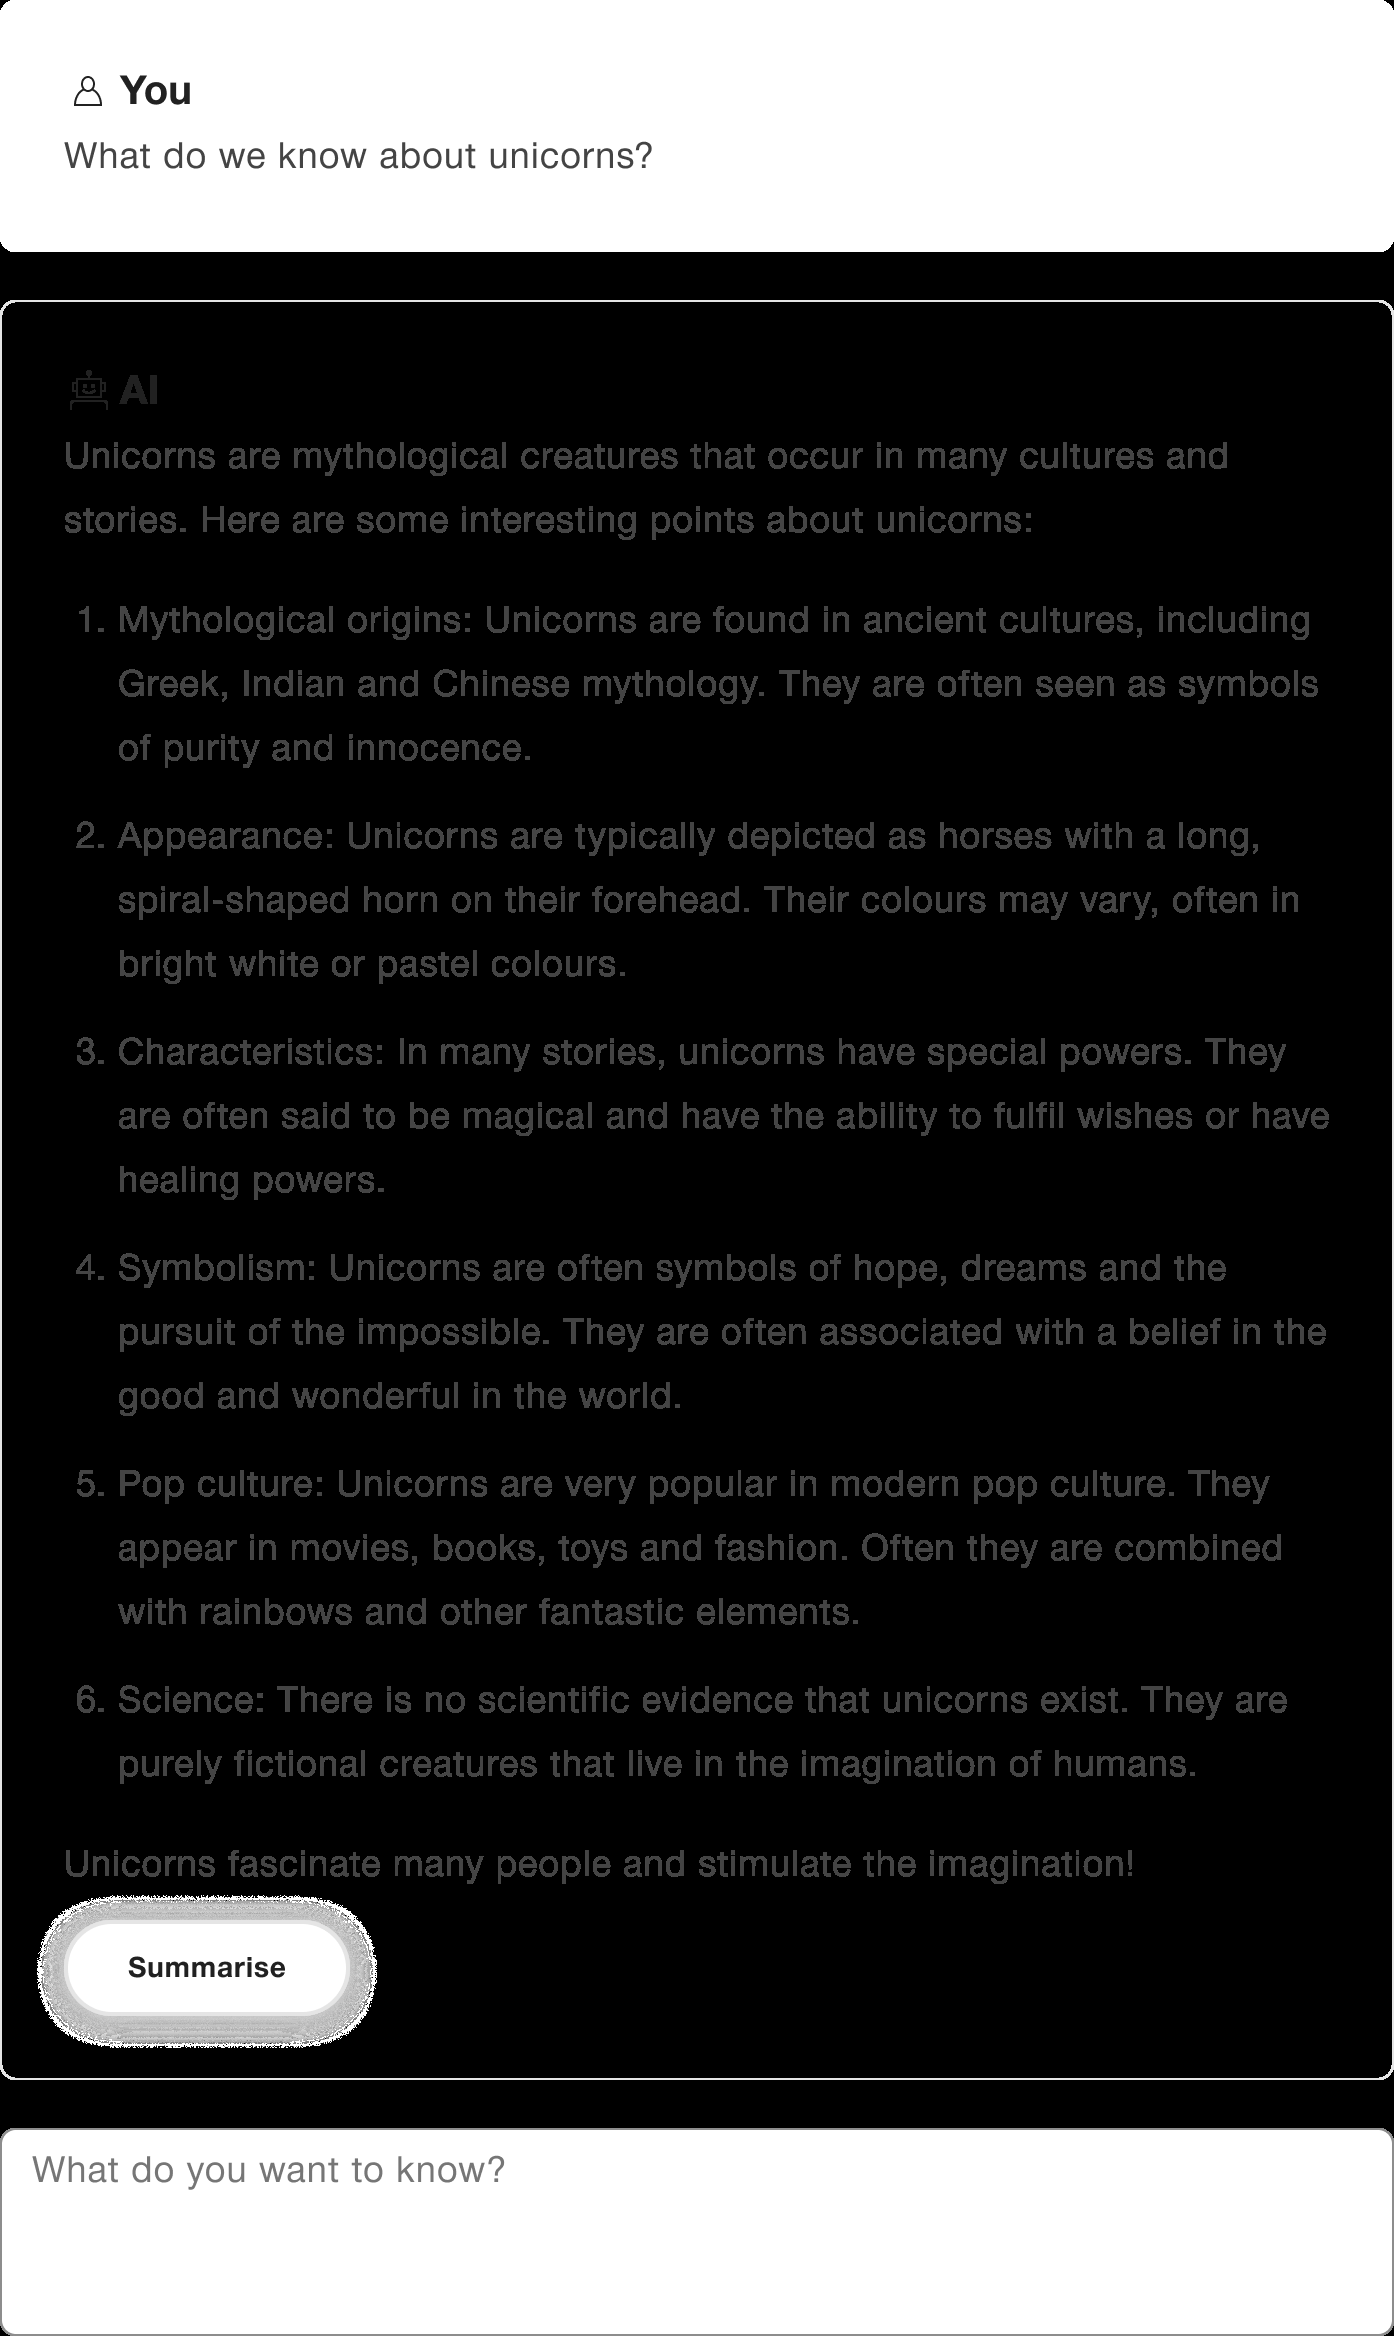 You
What do we know about unicorns?
AI
Unicorns are mythological creatures that occur in many cultures and
stories. Here are some interesting points about unicorns:
1. Mythological origins: Unicorns are found in ancient cultures, including
Greek, Indian and Chinese mythology. They are often seen as symbols
of purity and innocence.
2. Appearance: Unicorns are typically depicted as horses with a long,
spiral-shaped horn on their forehead. Their colours may vary, often in
bright white or pastel colours.
3. Characteristics: In many stories, unicorns have special powers. They
are often said to be magical and have the ability to fulfil wishes or have
healing powers.
4. Symbolism: Unicorns are often symbols of hope, dreams and the
pursuit of the impossible. They are often associated with a belief in the
good and wonderful in the world.
5. Pop culture: Unicorns are very popular in modern pop culture. They
appear in movies, books, toys and fashion. Often they are combined
with rainbows and other fantastic elements.
6. Science: There is no scientific evidence that unicorns exist. They are
purely fictional creatures that live in the imagination of humans.
Unicorns fascinate many people and stimulate the imagination!
Summarise
What do you want to know?